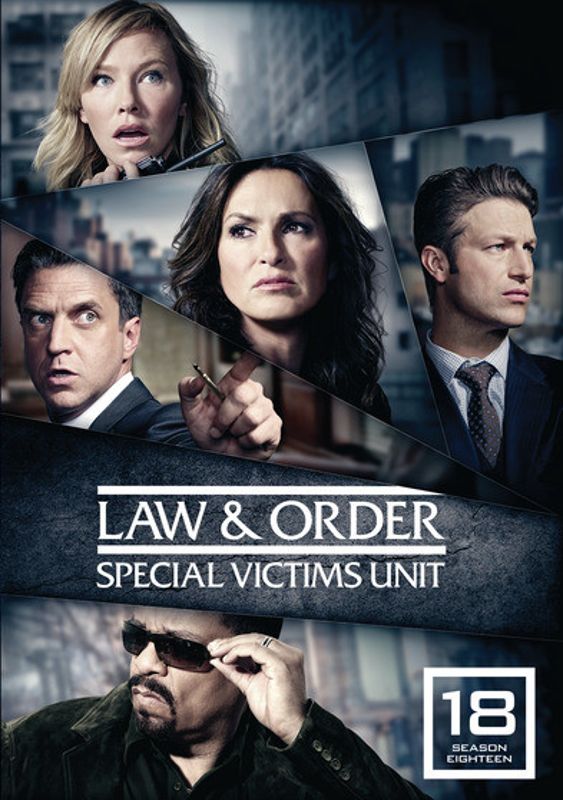 LAW & ORDER
SPECIAL VICTIMS UNIT
18
SEASON
EIGHTEEN